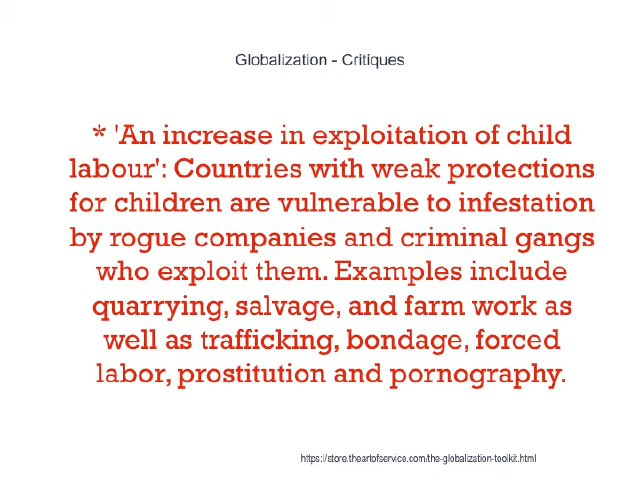 Globalization - Critiques
* 'An increase in exploitation of child
labour': Countries with weak protections
for children are vulnerable to infestation
by rogue companies and criminal gangs
who exploit them. Examples include
quarrying, salvage, and farm work as
well as trafficking, bondage, forced
labor, prostitution and pornography.
https://store.theartofservice.com/the-globalization-toolkit.html